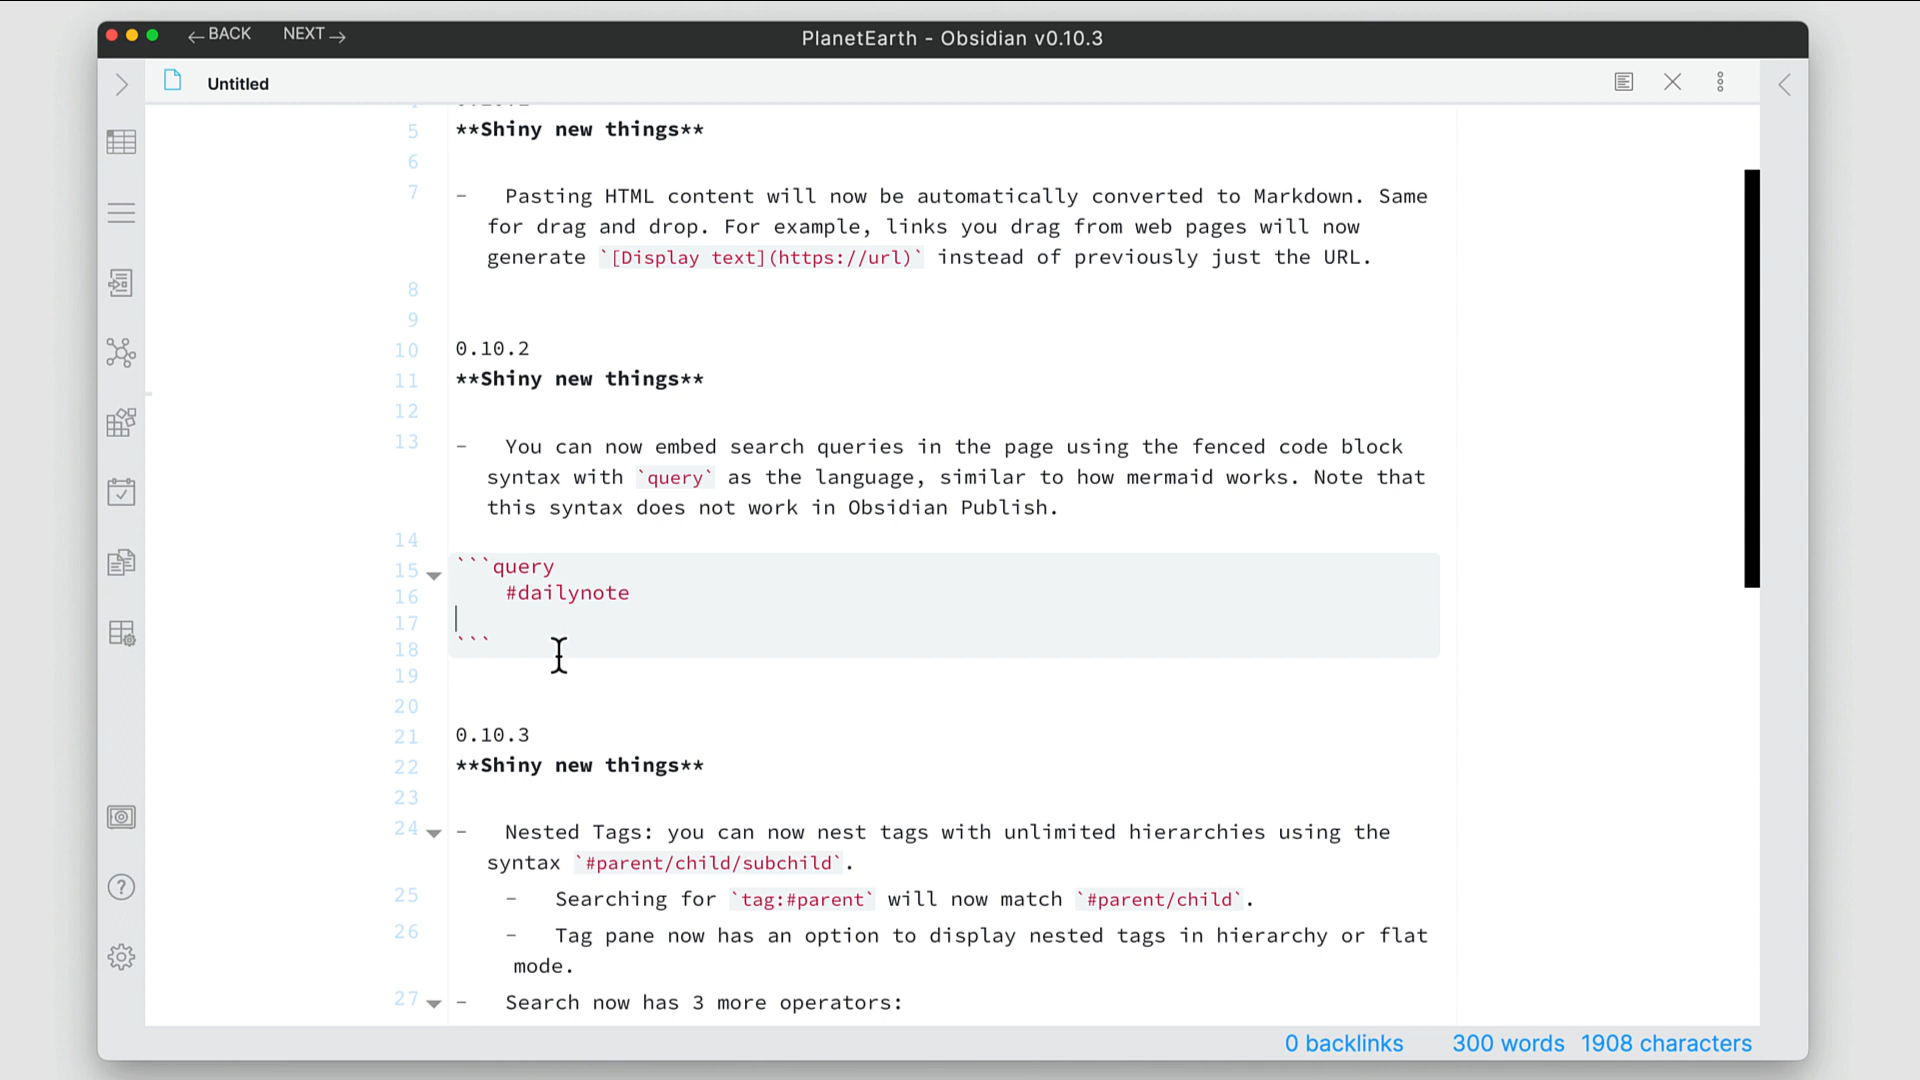 ← BACK NEXT →
PlanetEarth - Obsidian v0.10.3
Untitled
5 **Shiny new things**
6
7 - Pasting HTML content will now be automatically converted to Markdown. Same
for drag and drop. For example, links you drag from web pages will now
generate `[Display text](https://url)` instead of previously just the URL.
8
9
10 0.10.2
11 **Shiny new things**
12
13 - You can now embed search queries in the page using the fenced code block
syntax with `query` as the language, similar to how mermaid works. Note that
this syntax does not work in Obsidian Publish.
14
15 ```query
16 #dailynote
17
18 ```
19
20
21 0.10.3
22 **Shiny new things**
23
24 - Nested Tags: you can now nest tags with unlimited hierarchies using the
syntax `#parent/child/subchild`.
25 - Searching for `tag:#parent` will now match `#parent/child`.
26 - Tag pane now has an option to display nested tags in hierarchy or flat
mode.
27 - Search now has 3 more operators:
0 backlinks 300 words 1908 characters